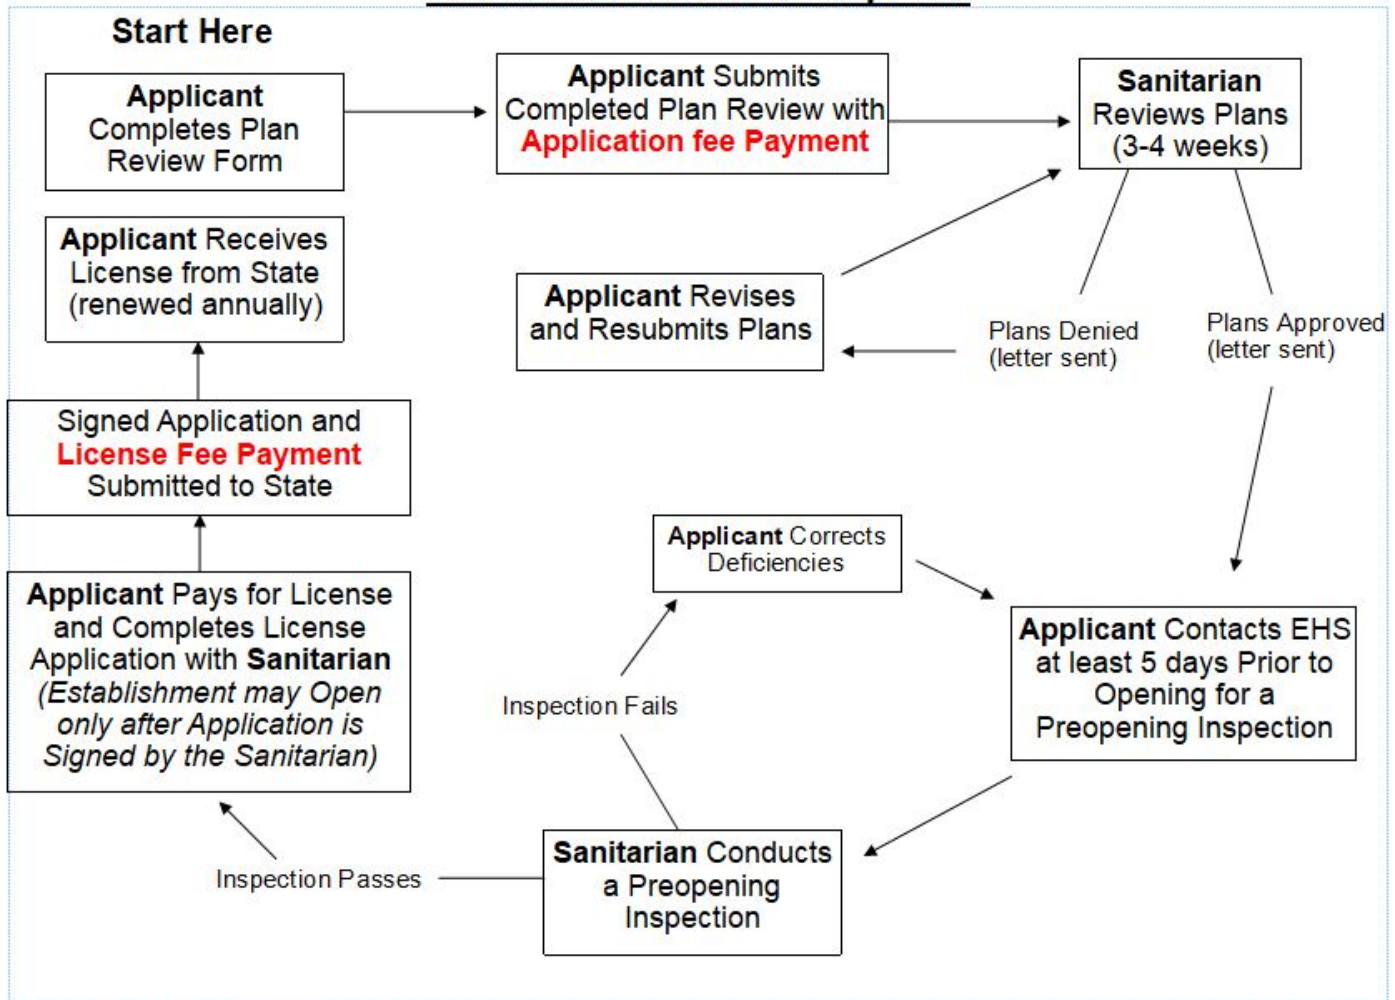 Start Here
Applicant
Completes Plan
Review Form
Applicant Submits
Completed Plan Review with
Application fee Payment
Sanitarian
Reviews Plans
(3-4 weeks)
Plans Denied
(letter sent)
Plans Approved
(letter sent)
Applicant Revises
and Resubmits Plans
Applicant Contacts EHS
at least 5 days Prior to
Opening for a
Preopening Inspection
Sanitarian Conducts
a Preopening
Inspection
Inspection Fails
Applicant Corrects
Deficiencies
Inspection Passes
Applicant Pays for License
and Completes License
Application with Sanitarian
(Establishment may Open
only after Application is
Signed by the Sanitarian)
Signed Application and
License Fee Payment
Submitted to State
Applicant Receives
License from State
(renewed annually)